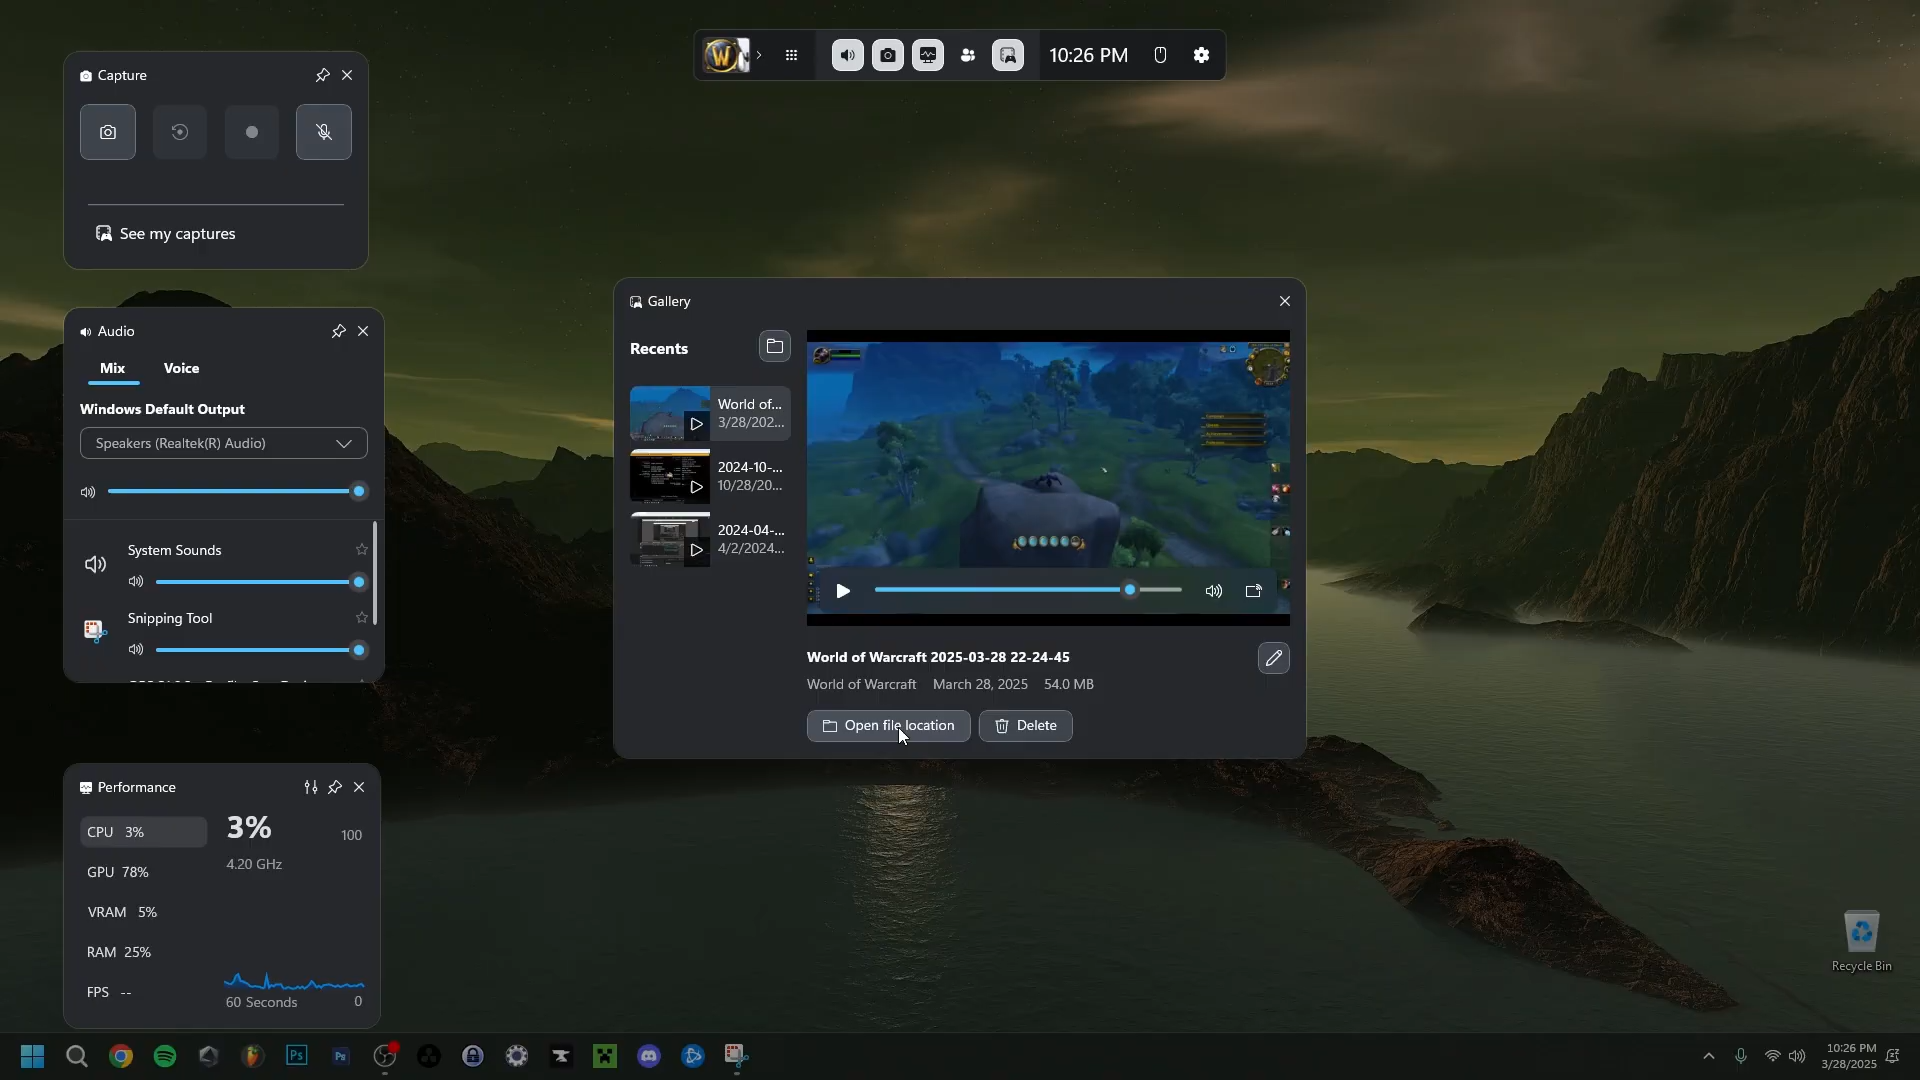 10:26 PM
Capture
See my captures
Audio
Mix Voice
Windows Default Output
Speakers (Realtek(R) Audio)
System Sounds
Snipping Tool
Performance
CPU 3%
3%
100
4.20 GHz
GPU 78%
VRAM 5%
RAM 25%
FPS --
60 Seconds 0
Gallery
Recents
World of...
3/28/202...
2024-10-...
10/28/20...
2024-04-...
4/2/2024...
World of Warcraft 2025-03-28 22-24-45
World of Warcraft March 28, 2025 54.0 MB
Open file location
Delete
Recycle Bin
Ps
Ps
10:26 PM
3/28/2025